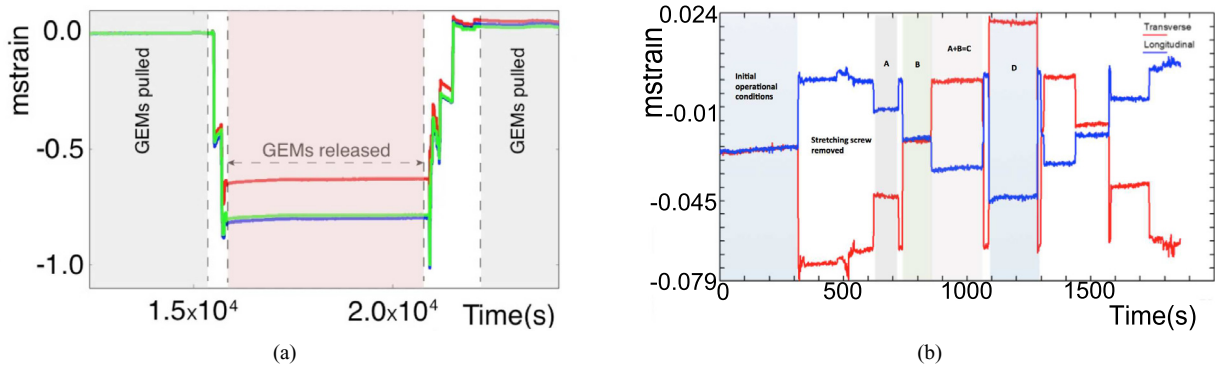 0.0
-0.5
-1.0
mstrain
GEMs pulled
GEMs released
GEMs pulled
1.5x10⁴
2.0x10⁴
Time(s)
(a)
0.024
-0.01
-0.045
-0.079
mstrain
Transverse
Longitudinal
Initial
operational
conditions
Stretching screw
removed
A
B
A+B=C
D
0
500
1000
1500
Time(s)
(b)